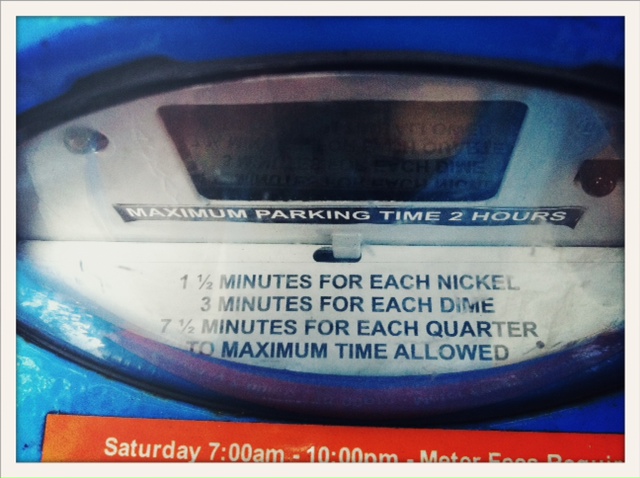 MAXIMUM PARKING TIME 2 HOURS
1 ½ MINUTES FOR EACH NICKEL
3 MINUTES FOR EACH DIME
7 ½ MINUTES FOR EACH QUARTER
TO MAXIMUM TIME ALLOWED
Saturday 7:00am - 10:00pm - Meter Fees